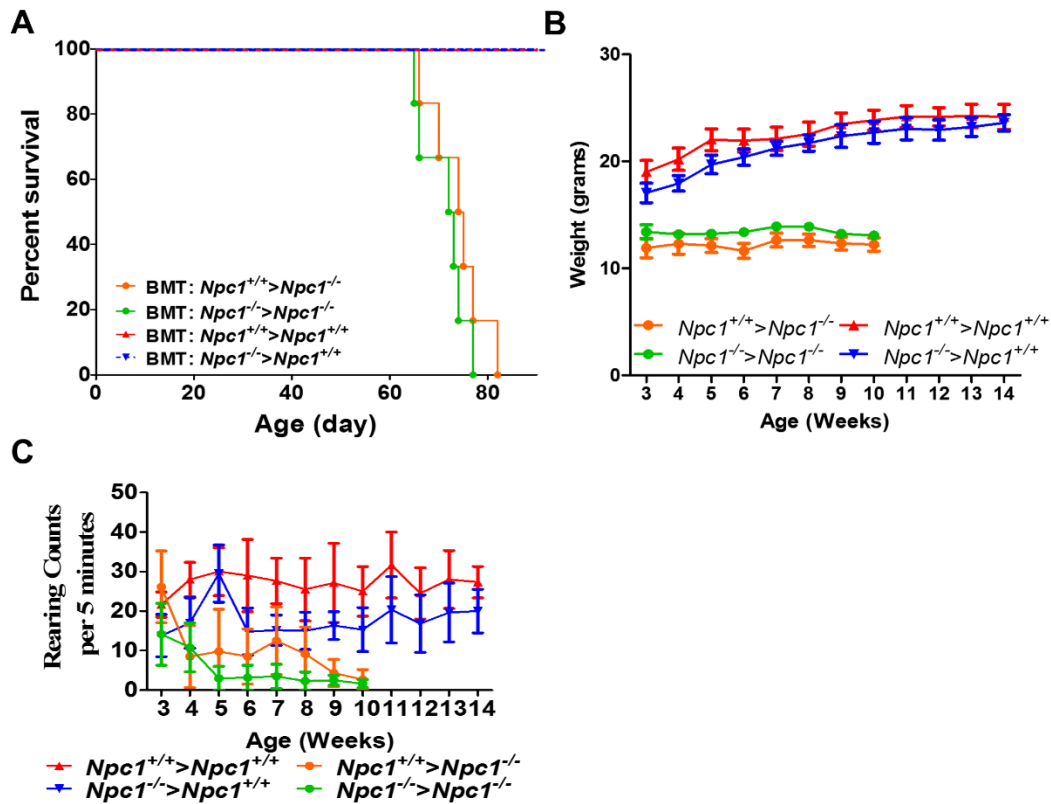 A
Percent survival
100
80
60
40
20
0
BMT: Npc1+/+>Npc1-/-
BMT: Npc1-/->Npc1-/-
BMT: Npc1+/+>Npc1+/+
BMT: Npc1-/->Npc1+/+
0 20 40 60 80
Age (day)
B
Weight (grams)
30
20
10
0
Npc1+/+>Npc1-/- Npc1+/+>Npc1+/+
Npc1-/->Npc1-/- Npc1-/->Npc1+/+
3 4 5 6 7 8 9 10 11 12 13 14
Age (Weeks)
C
Rearing Counts
per 5 minutes
50
40
30
20
10
0
3 4 5 6 7 8 9 10 11 12 13 14
Age (Weeks)
Npc1+/+>Npc1+/+ Npc1+/+>Npc1-/-
Npc1-/->Npc1+/+ Npc1-/->Npc1-/-